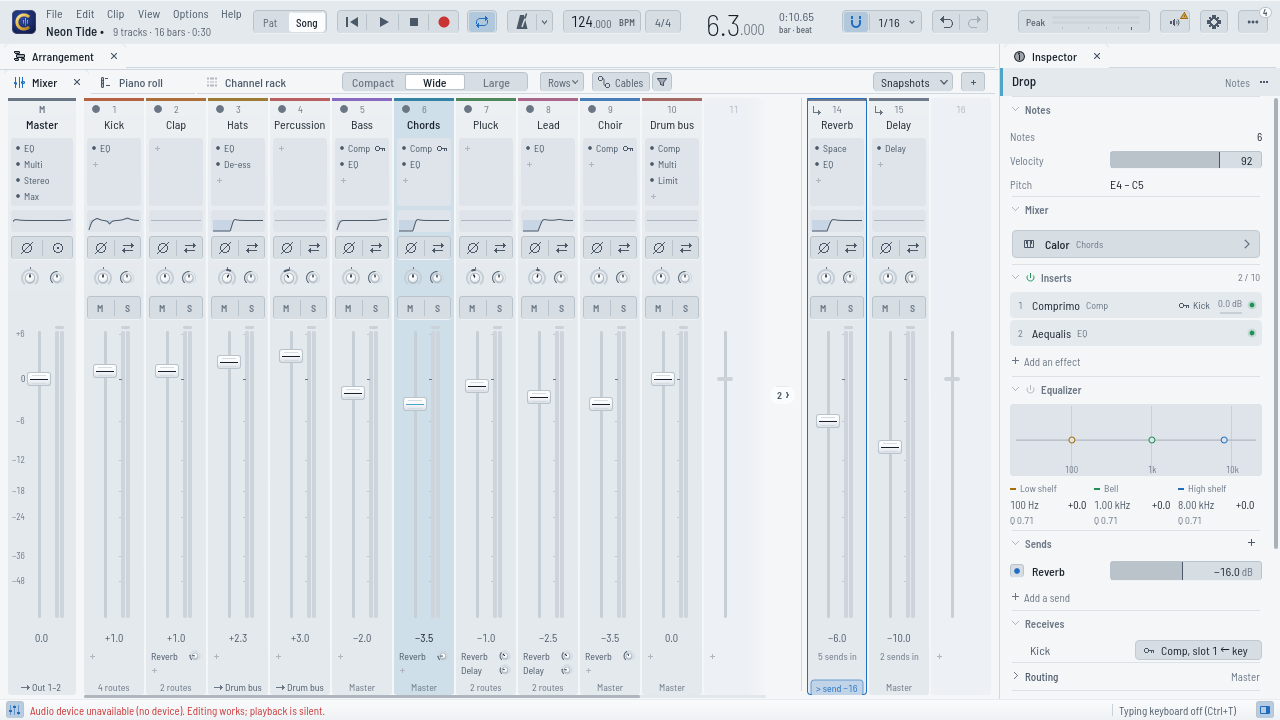 File Edit Clip View Options Help
Neon Tide •
9 tracks · 16 bars · 0:30
Pat Song
124.000 BPM 4/4
6.3.000
0:10.65
bar · beat
1/16
Peak
4
Arrangement
Mixer Piano roll Channel rack
Compact Wide Large
Rows Cables
Snapshots +
M 1 2 3 4 5 6 7 8 9 10 11 14 15 16
Master Kick Clap Hats Percussion Bass Chords Pluck Lead Choir Drum bus Reverb Delay
EQ EQ + EQ + Comp Comp + EQ Comp Comp Space Delay
Multi + De-ess EQ EQ + + Multi EQ +
Stereo + + + Limit +
Max +
M S M S M S M S M S M S M S M S M S M S M S M S
+6
0
−6
−12
−18
−24
−36
−48
2
0.0 +1.0 +1.0 +2.3 +3.0 −2.0 −3.5 −1.0 −2.5 −3.5 0.0 −6.0 −10.0
+ Reverb + Reverb Reverb Reverb Reverb + + 5 sends in 2 sends in +
+ + Delay Delay +
Out 1–2 4 routes 2 routes Drum bus Drum bus Master Master 2 routes 2 routes Master Master > send −16 Master
Inspector
Drop Notes
Notes
Notes 6
Velocity 92
Pitch E4 – C5
Mixer
Calor Chords
Inserts 2 / 10
1 Comprimo Comp Kick 0.0 dB
2 Aequalis EQ
+ Add an effect
Equalizer
100 1k 10k
Low shelf Bell High shelf
100 Hz +0.0 1.00 kHz +0.0 8.00 kHz +0.0
Q 0.71 Q 0.71 Q 0.71
Sends +
Reverb −16.0 dB
+ Add a send
Receives
Kick Comp, slot 1 ← key
Routing Master
Audio device unavailable (no device). Editing works; playback is silent.
Typing keyboard off (Ctrl+T)